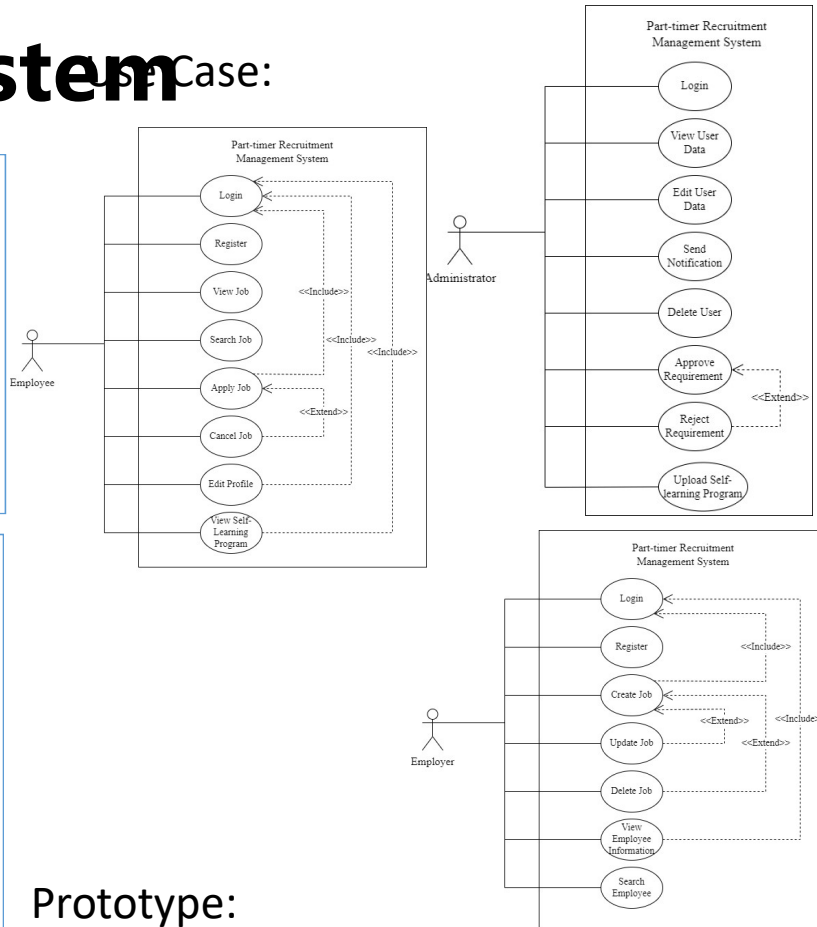 stem
Use Case:
Part-timer Recruitment
Management System
Login
Register
View Job
Search Job
Apply Job
Cancel Job
Edit Profile
View Self-
Learning
Program
<<Include>>
<<Include>>
<<Include>>
<<Extend>>
Employee
Part-timer Recruitment
Management System
Login
View User
Data
Edit User
Data
Send
Notification
Delete User
Approve
Requirement
Reject
Requirement
Upload Self-
learning Program
<<Extend>>
Administrator
Part-timer Recruitment
Management System
Login
Register
Create Job
Update Job
Delete Job
View
Employee
Information
Search
Employee
<<Include>>
<<Extend>>
<<Include>
<<Extend>>
Employer
Prototype: